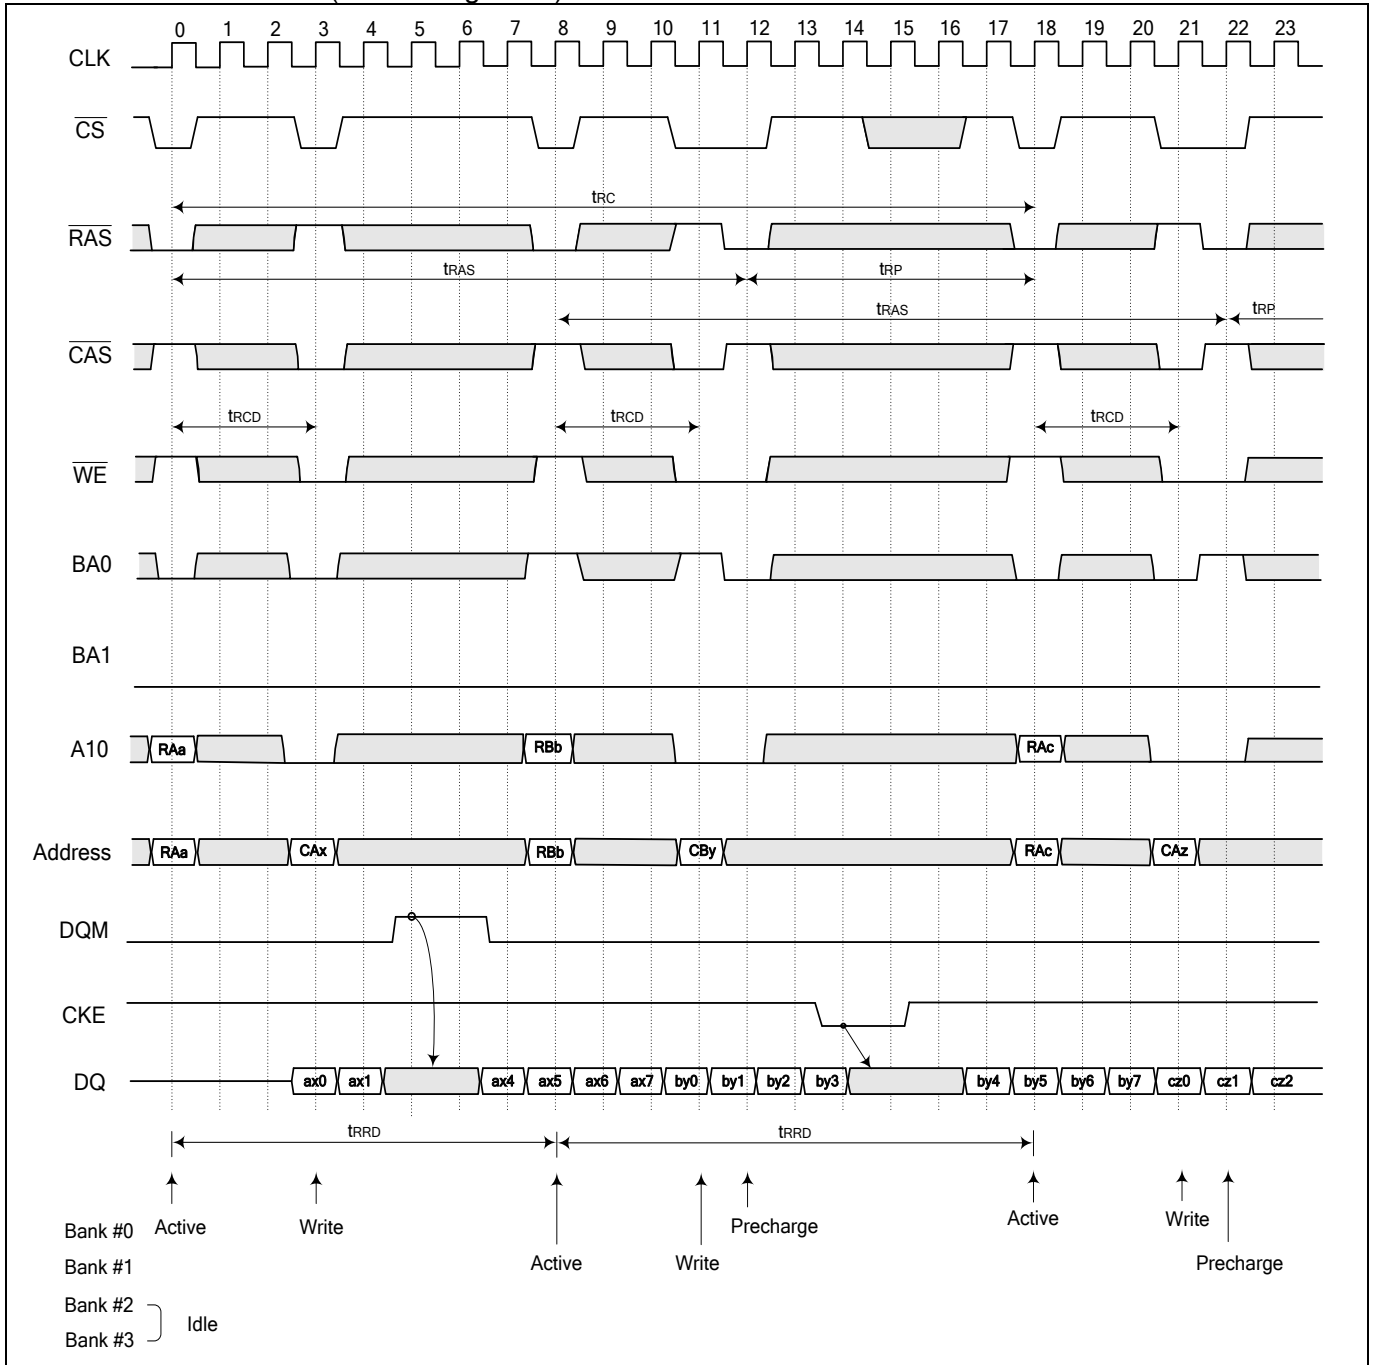 0 1 2 3 4 5 6 7 8 9 10 11 12 13 14 15 16 17 18 19 20 21 22 23
CLK
CS
tRC
RAS
tRAS tRP
tRAS tRP
CAS
tRCD tRCD tRCD
WE
BA0
BA1
A10 RAa RBb RAc
Address RAa CAx RBb CBy RAc CAz
DQM
CKE
DQ ax0 ax1 ax4 ax5 ax6 ax7 by0 by1 by2 by3 by4 by5 by6 by7 cz0 cz1 cz2
tRRD tRRD
Bank #0 Active Write Precharge Active Write
Bank #1 Active Write Precharge
Bank #2
Idle
Bank #3